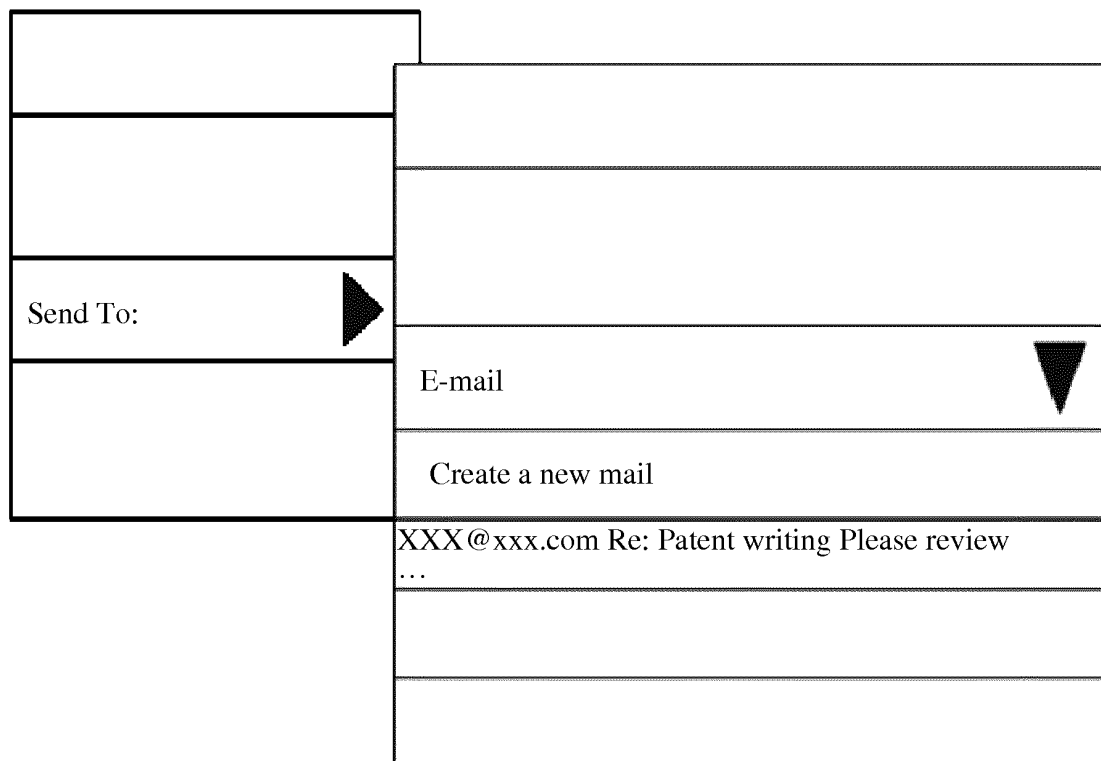 Send To:
E-mail
Create a new mail
XXX@xxx.com Re: Patent writing Please review
…